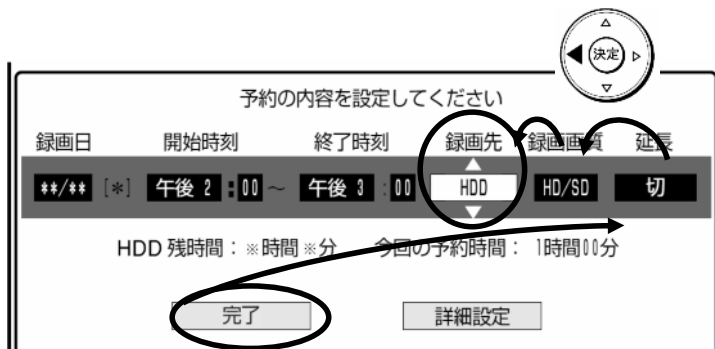 決定
予約の内容を設定してください
録画日 開始時刻 終了時刻 録画先 録画画質 延長
**/** [*] 午後 2:00～ 午後 3:00 HDD HD/SD 切
HDD 残時間：※時間※分 今回の予約時間： 1時間00分
完了 詳細設定